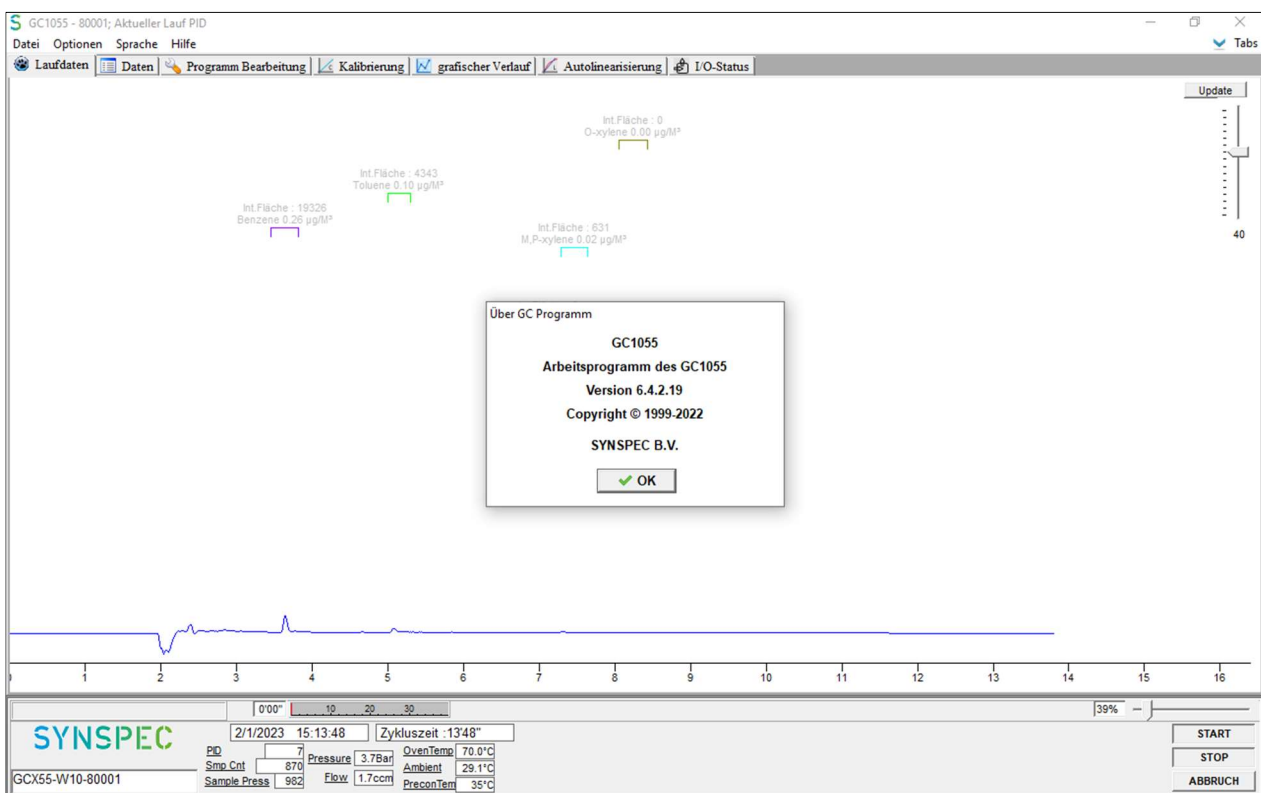 GC1055 - 80001; Aktueller Lauf PID
Datei Optionen Sprache Hilfe
Tabs
Laufdaten Daten Programm Bearbeitung Kalibrierung grafischer Verlauf Autolinearisierung I/O-Status
Update
Int.Fläche : 0
O-xylene 0.00 µg/M³
Int.Fläche : 4343
Toluene 0.10 µg/M³
Int.Fläche : 19326
Benzene 0.26 µg/M³
Int.Fläche : 631
M,P-xylene 0.02 µg/M³
40
Über GC Programm
GC1055
Arbeitsprogramm des GC1055
Version 6.4.2.19
Copyright © 1999-2022
SYNSPEC B.V.
OK
1 2 3 4 5 6 7 8 9 10 11 12 13 14 15 16
0'00" 10 20 30 39%
SYNSPEC
2/1/2023 15:13:48 Zykluszeit :13'48"
PID 7 Pressure 3.7Bar OvenTemp 70.0°C
Smp Cnt 870 Ambient 29.1°C
Sample Press 982 Flow 1.7ccm PreconTem 35°C
GCX55-W10-80001
START
STOP
ABBRUCH